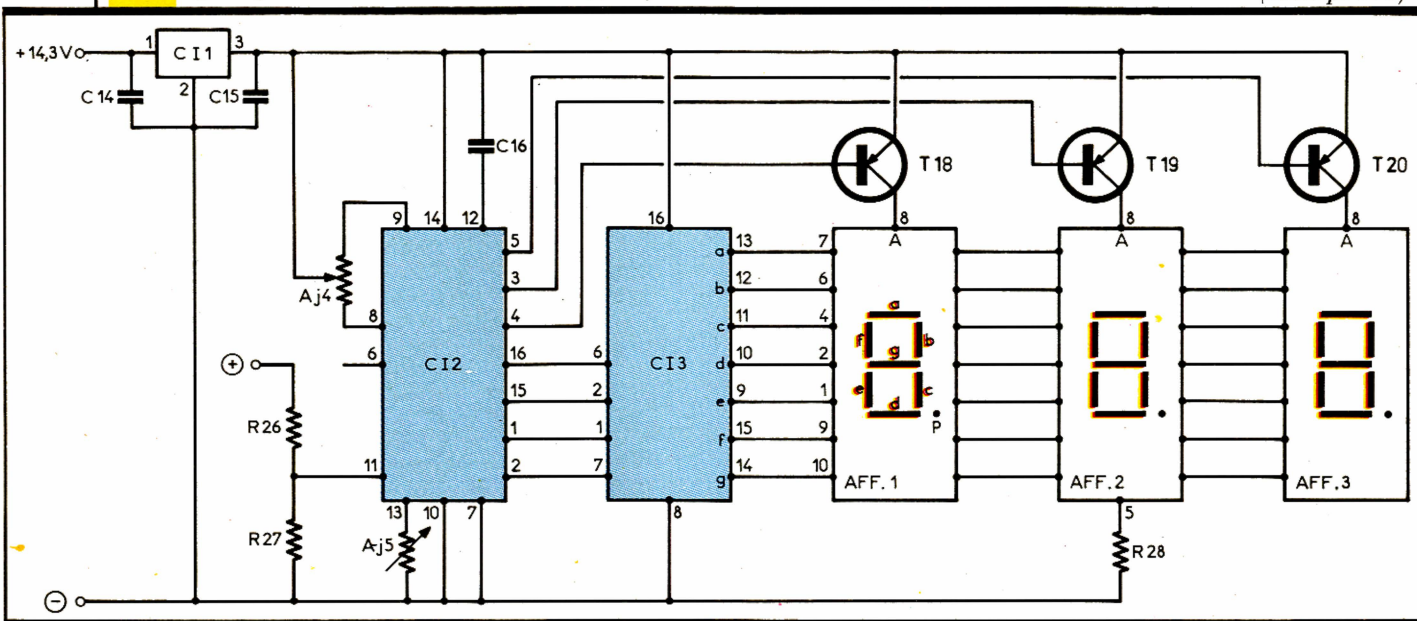 +14,3V 1 CI1 3
2
C14 C15
C16
T18 T19 T20
9 14 12 16 8 8 8
5 13 7 A A A
a
3 12 6
b
Aj4
4 11 4
c
8
a
f g b
e d c
P
6 16 6 10 2
d
CI2 CI3
+
15 2 9 1
e
R26
1 1 15 9
f
11 2 7 14 10
g
AFF.1 AFF.2 AFF.3
13 10 7 8 5
R27 Aj5 R28
-